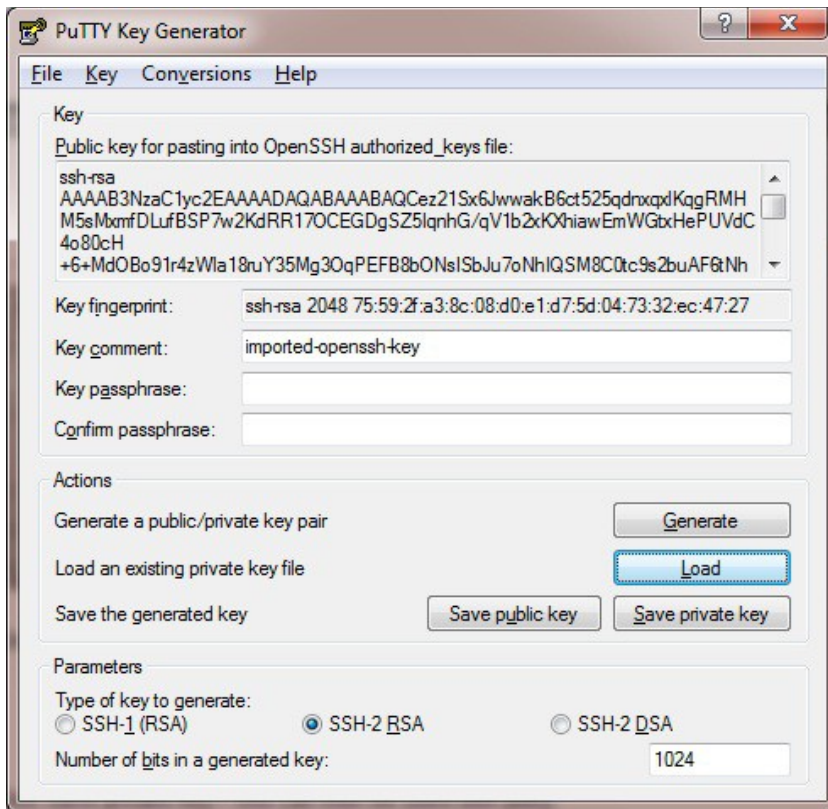 PuTTY Key Generator
File Key Conversions Help
Key
Public key for pasting into OpenSSH authorized_keys file:
ssh-rsa
AAAAB3NzaC1yc2EAAAADAQABAAABAQCez21Sx6JwwakB6ct525qdnxqxlKqgRMH
M5sMxmfDLufBSP7w2KdRR17OCEGDgSZ5lqnhG/qV1b2xKXhiawEmWGtxHePUVdC
4o80cH
+6+MdOBo91r4zWla18ruY35Mg3OqPEFB8bONsISbJu7oNhIQSM8C0tc9s2buAF6tNh
Key fingerprint: ssh-rsa 2048 75:59:2f:a3:8c:08:d0:e1:d7:5d:04:73:32:ec:47:27
Key comment: imported-openssh-key
Key passphrase:
Confirm passphrase:
Actions
Generate a public/private key pair Generate
Load an existing private key file Load
Save the generated key Save public key Save private key
Parameters
Type of key to generate:
SSH-1 (RSA) SSH-2 RSA SSH-2 DSA
Number of bits in a generated key: 1024